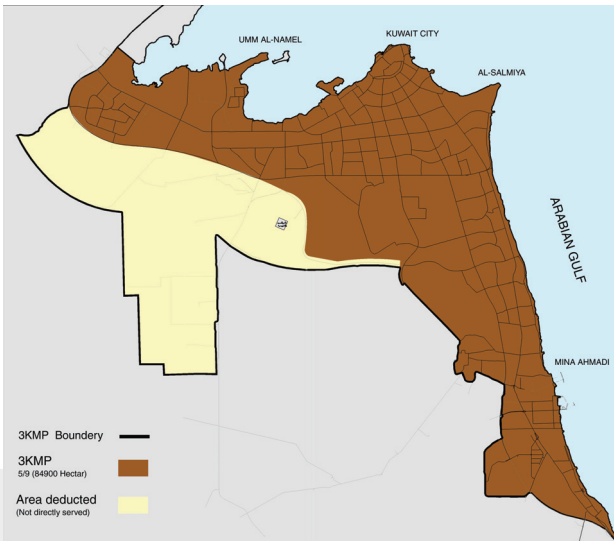 UMM AL-NAMEL
KUWAIT CITY
AL-SALMIYA
ARABIAN GULF
MINA AHMADI
3KMP Boundery
3KMP
5/9 (84900 Hectar)
Area deducted
(Not directly served)